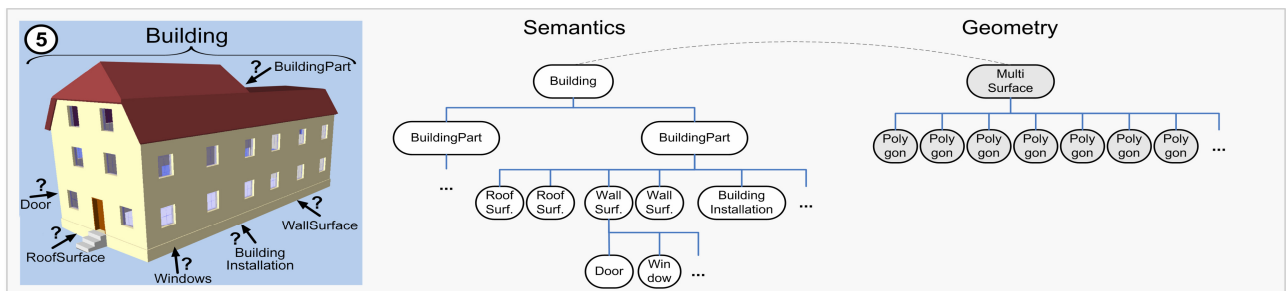 5
Building
?
BuildingPart
?
Door
?
RoofSurface
?
Windows
?
Building
Installation
?
WallSurface
Semantics
Building
BuildingPart
BuildingPart
...
Roof
Surf.
Roof
Surf.
Wall
Surf.
Wall
Surf.
Building
Installation
...
Door
Win
dow
...
Geometry
Multi
Surface
Poly
gon
Poly
gon
Poly
gon
Poly
gon
Poly
gon
Poly
gon
Poly
gon
...